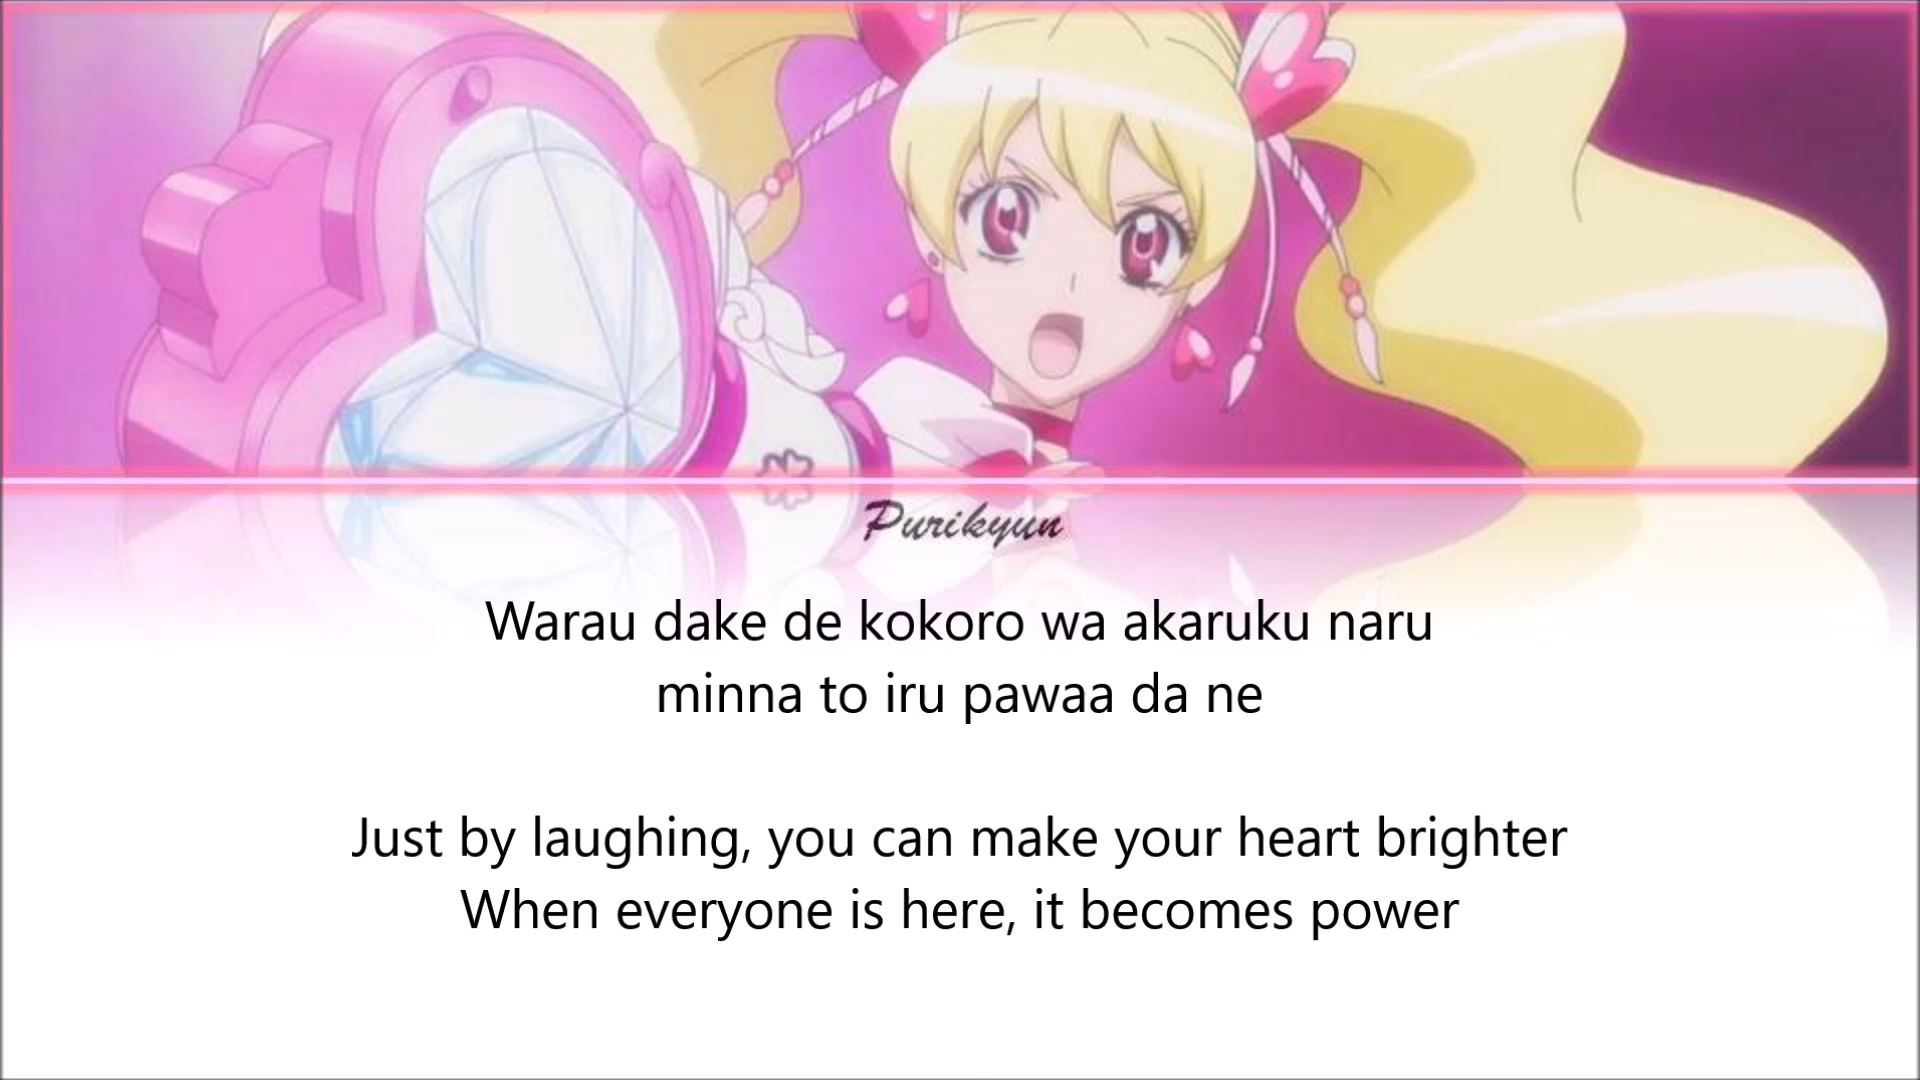 Purikyun
Warau dake de kokoro wa akaruku naru
minna to iru pawaa da ne
Just by laughing, you can make your heart brighter
When everyone is here, it becomes power